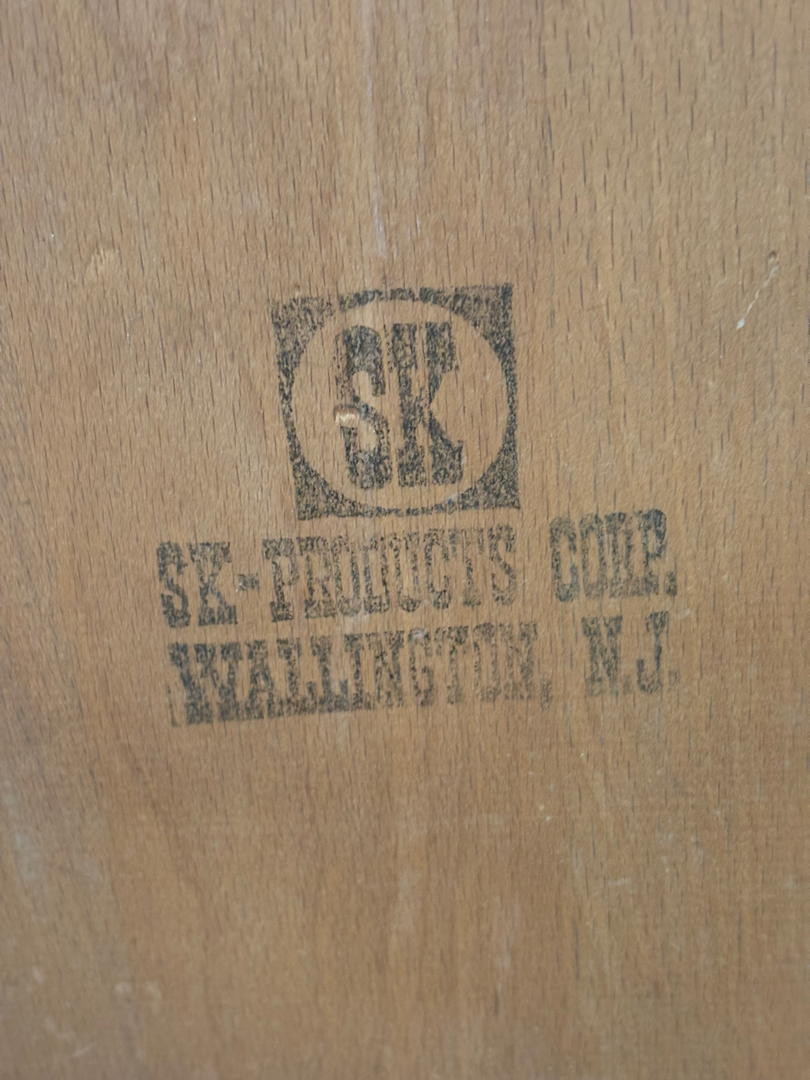 SK
SK-PRODUCTS CORP.
WALLINGTON, N.J.